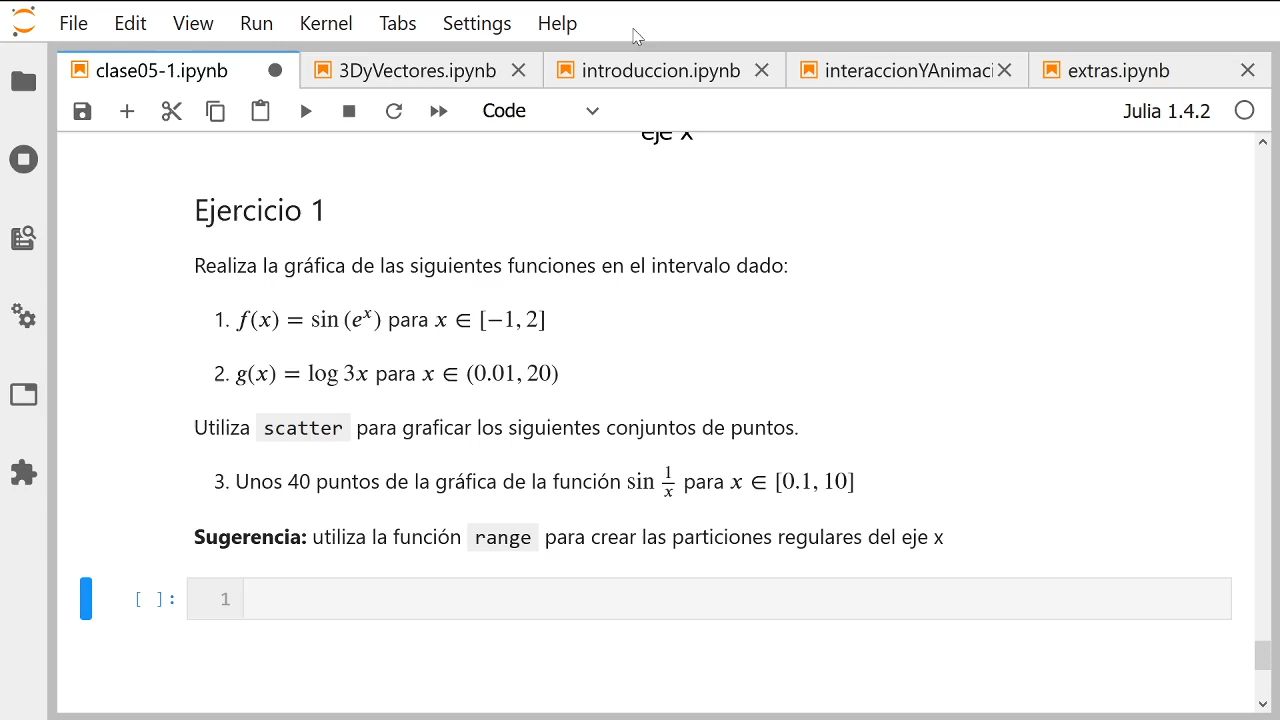 File Edit View Run Kernel Tabs Settings Help
clase05-1.ipynb 3DyVectores.ipynb introduccion.ipynb interaccionYAnimaci extras.ipynb
Code Julia 1.4.2
eje x
Ejercicio 1
Realiza la gráfica de las siguientes funciones en el intervalo dado:
1. f(x) = sin (eˣ) para x ∈ [−1, 2]
2. g(x) = log 3x para x ∈ (0.01, 20)
Utiliza scatter para graficar los siguientes conjuntos de puntos.
3. Unos 40 puntos de la gráfica de la función sin 1/x para x ∈ [0.1, 10]
Sugerencia: utiliza la función range para crear las particiones regulares del eje x
[ ]: 1